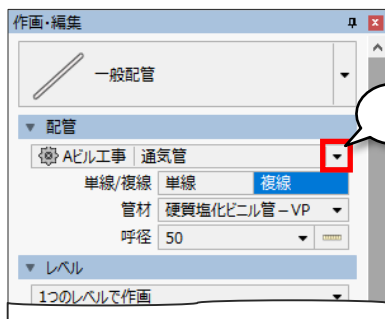 作画・編集
一般配管
配管
Aビル工事 通気管
単線/複線 単線 複線
管材 硬質塩化ビニル管－VP
呼径 50
レベル
1つのレベルで作画